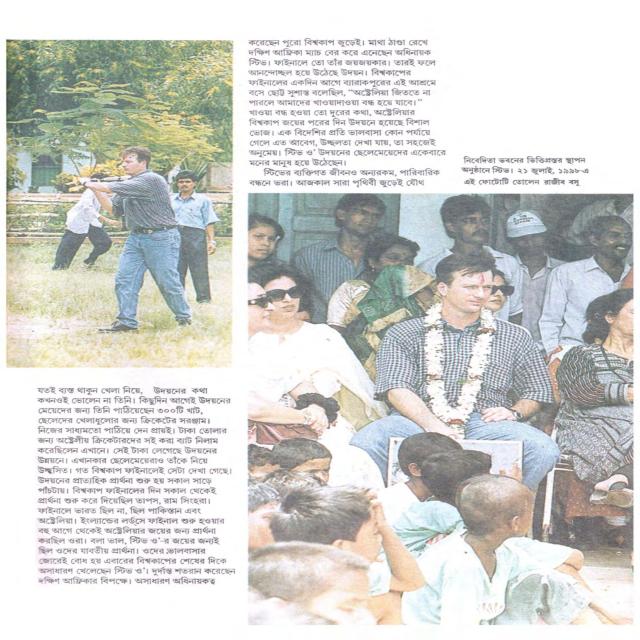 করেছেন পুরো বিশ্বকাপ জুড়েই। মাথা ঠাণ্ডা রেখে
দক্ষিণ আফ্রিকা ম্যাচ বের করে এনেছেন অধিনায়ক
স্টিভ। ফাইনালে তো তাঁর জয়জয়কার। তারই ফলে
আনন্দোচ্ছল হয়ে উঠেছে উদয়ন। বিশ্বকাপের
ফাইনালের একদিন আগে ব্যারাকপুরের এই আশ্রমে
বসে ছোট্ট সুশান্ত বলেছিল, “অস্ট্রেলিয়া জিততে না
পারলে আমাদের খাওয়াদাওয়া বন্ধ হয়ে যাবে।”
খাওয়া বন্ধ হওয়া তো দূরের কথা, অস্ট্রেলিয়ার
বিশ্বকাপ জয়ের পরের দিন উদয়নে হয়েছে বিশাল
ভোজ। এক বিদেশির প্রতি ভালবাসা কোন পর্যায়ে
গেলে এত আবেগ, উচ্ছলতা দেখা যায়, তা সহজেই
অনুমেয়। স্টিভ ও’ উদয়নের ছেলেমেয়েদের একেবারে
মনের মানুষ হয়ে উঠেছেন।
স্টিভের ব্যক্তিগত জীবনও অন্যরকম, পারিবারিক
বন্ধনে ভরা। আজকাল সারা পৃথিবী জুড়েই যৌথ
নিবেদিতা ভবনের ভিত্তিপ্রস্তর স্থাপন
অনুষ্ঠানে স্টিভ। ২১ জুলাই, ১৯৯৮-এ
এই ফোটোটি তোলেন রাজীব বসু
যতই ব্যস্ত থাকুন খেলা নিয়ে, উদয়নের কথা
কখনওই ভোলেন না তিনি। কিছুদিন আগেই উদয়নের
মেয়েদের জন্য তিনি পাঠিয়েছেন ৩০০টি খাট,
ছেলেদের খেলাধুলোর জন্য ক্রিকেটের সরঞ্জাম।
নিজের সাধ্যমতো পাঠিয়ে দেন প্রায়ই। টাকা তোলার
জন্য অস্ট্রেলীয় ক্রিকেটারদের সই করা ব্যাট নিলাম
করেছিলেন এখানে। সেই টাকা লেগেছে উদয়নের
উন্নয়নে। এখানকার ছেলেমেয়েরাও তাঁকে নিয়ে
উচ্ছ্বসিত। গত বিশ্বকাপ ফাইনালেই সেটা দেখা গেছে।
উদয়নের প্রাত্যহিক প্রার্থনা শুরু হয় সকাল সাড়ে
পাঁচটায়। বিশ্বকাপ ফাইনালের দিন সকাল থেকেই
প্রার্থনা শুরু করে দিয়েছিল তাপস, রাম সিংহরা।
ফাইনালে ভারত ছিল না, ছিল পাকিস্তান এবং
অস্ট্রেলিয়া। ইংল্যান্ডের লর্ডসে ফাইনাল শুরু হওয়ার
বহু আগে থেকেই অস্ট্রেলিয়ার জয়ের জন্য প্রার্থনা
করছিল ওরা। বলা ভাল, স্টিভ ও’-র জয়ের জন্যই
ছিল ওদের যাবতীয় প্রার্থনা। ওদের ভালবাসার
জোরেই বোধ হয় এবারের বিশ্বকাপের শেষের দিকে
অসাধারণ খেলেছেন স্টিভ ও’। দুর্দান্ত শতরান করেছেন
দক্ষিণ আফ্রিকার বিপক্ষে। অসাধারণ অধিনায়কত্ব